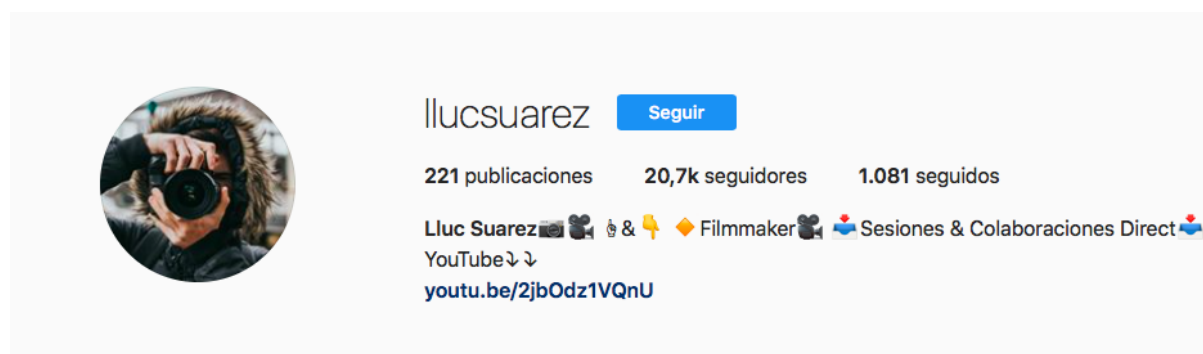 llucsuarez Seguir
221 publicaciones 20,7k seguidores 1.081 seguidos
Lluc Suarez📷🎥 ☝&👇 🔸Filmmaker🎥 📥Sesiones & Colaboraciones Direct📥
YouTube⤵⤵
youtu.be/2jbOdz1VQnU